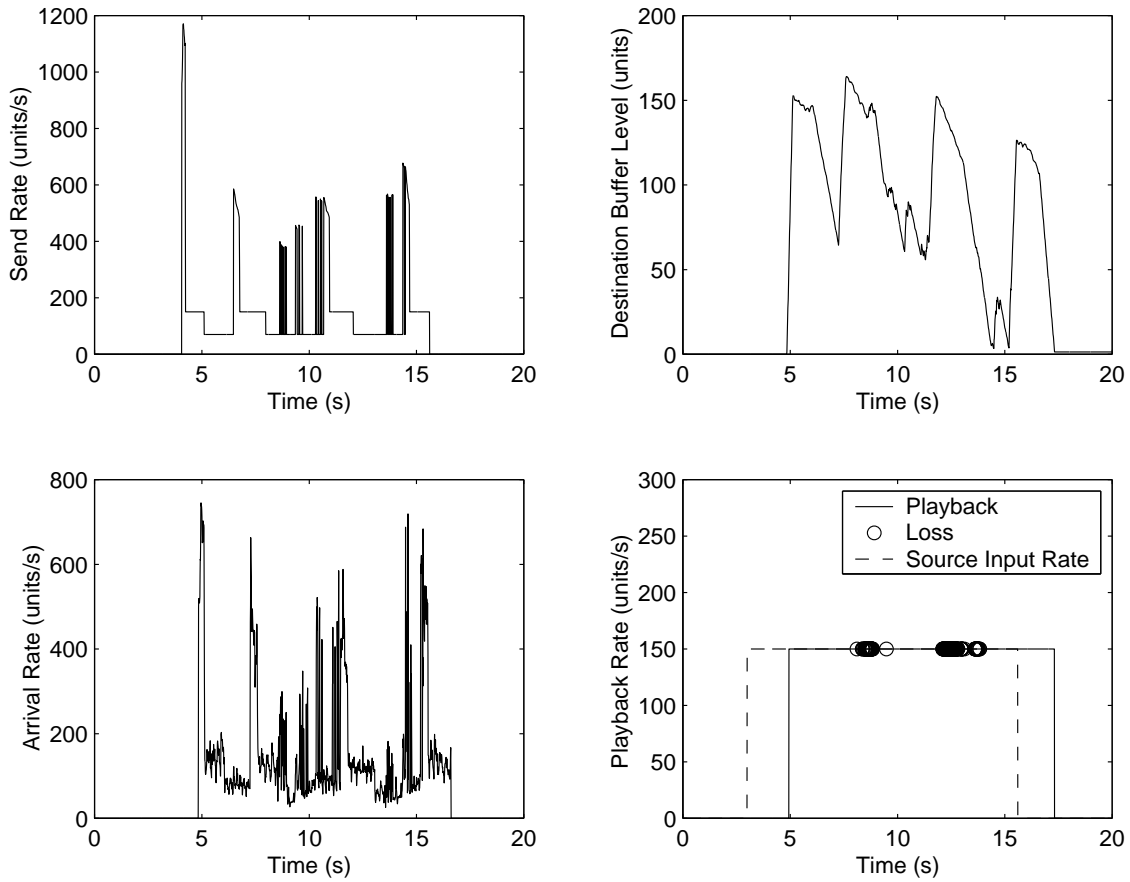 1200
1000
800
600
400
200
0
0 5 10 15 20
Time (s)
Send Rate (units/s)
200
150
100
50
0
0 5 10 15 20
Time (s)
Destination Buffer Level (units)
800
600
400
200
0
0 5 10 15 20
Time (s)
Arrival Rate (units/s)
300
250
200
150
100
50
0
0 5 10 15 20
Time (s)
Playback Rate (units/s)
Playback
Loss
Source Input Rate